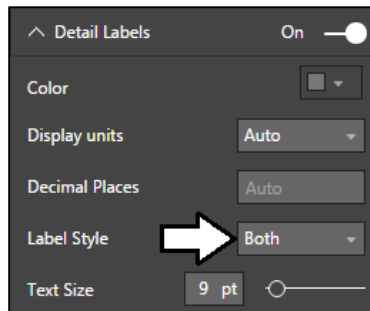 Detail Labels On
Color
Display units Auto
Decimal Places Auto
Label Style Both
Text Size 9 pt